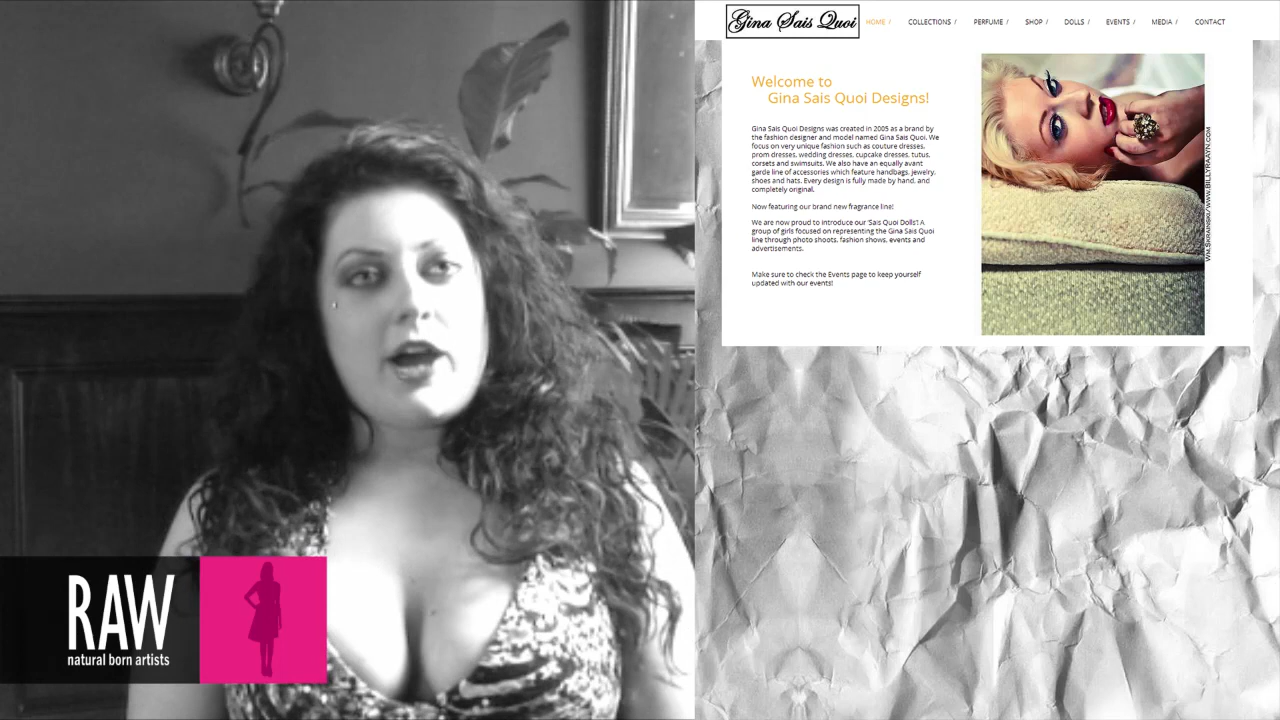 Gina Sais Quoi
HOME / COLLECTIONS / PERFUME / SHOP / DOLLS / EVENTS / MEDIA / CONTACT
Welcome to
Gina Sais Quoi Designs!
Gina Sais Quoi Designs was created in 2005 as a brand by
the fashion designer and model named Gina Sais Quoi. We
focus on very unique fashion such as couture dresses,
prom dresses, wedding dresses, cupcake dresses, tutus,
corsets and swimsuits. We also have an equally avant
garde line of accessories which feature handbags, jewelry,
shoes and hats. Every design is fully made by hand, and
completely original.
Now featuring our brand new fragrance line!
We are now proud to introduce our 'Sais Quoi Dolls'! A
group of girls focused on representing the Gina Sais Quoi
line through photo shoots, fashion shows, events and
advertisements.
Make sure to check the Events page to keep yourself
updated with our events!
WWW.BILLYRAAYN.COM
RAW
natural born artists